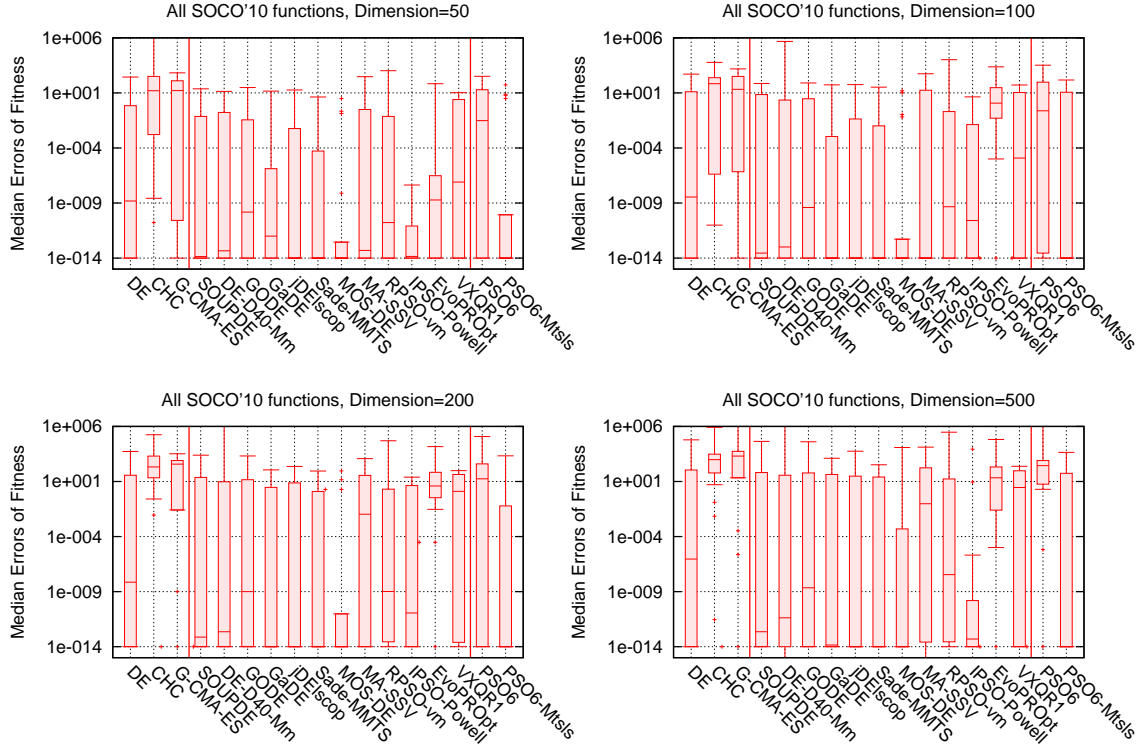 All SOCO'10 functions, Dimension=50
Median Errors of Fitness
1e+006
1e+001
1e-004
1e-009
1e-014
DE
CHC
G-CMA-ES
SOUPDE
DE-D40-Mm
GODE
GaDE
jDElscop
Sade-MMTS
MOS-DE
MA-SSV
RPSO-vm
IPSO-Powell
EvoPROpt
VXQR1
PSO6
PSO6-Mtsls
All SOCO'10 functions, Dimension=100
Median Errors of Fitness
1e+006
1e+001
1e-004
1e-009
1e-014
DE
CHC
G-CMA-ES
SOUPDE
DE-D40-Mm
GODE
GaDE
jDElscop
Sade-MMTS
MOS-DE
MA-SSV
RPSO-vm
IPSO-Powell
EvoPROpt
VXQR1
PSO6
PSO6-Mtsls
All SOCO'10 functions, Dimension=200
Median Errors of Fitness
1e+006
1e+001
1e-004
1e-009
1e-014
DE
CHC
G-CMA-ES
SOUPDE
DE-D40-Mm
GODE
GaDE
jDElscop
Sade-MMTS
MOS-DE
MA-SSV
RPSO-vm
IPSO-Powell
EvoPROpt
VXQR1
PSO6
PSO6-Mtsls
All SOCO'10 functions, Dimension=500
Median Errors of Fitness
1e+006
1e+001
1e-004
1e-009
1e-014
DE
CHC
G-CMA-ES
SOUPDE
DE-D40-Mm
GODE
GaDE
jDElscop
Sade-MMTS
MOS-DE
MA-SSV
RPSO-vm
IPSO-Powell
EvoPROpt
VXQR1
PSO6
PSO6-Mtsls